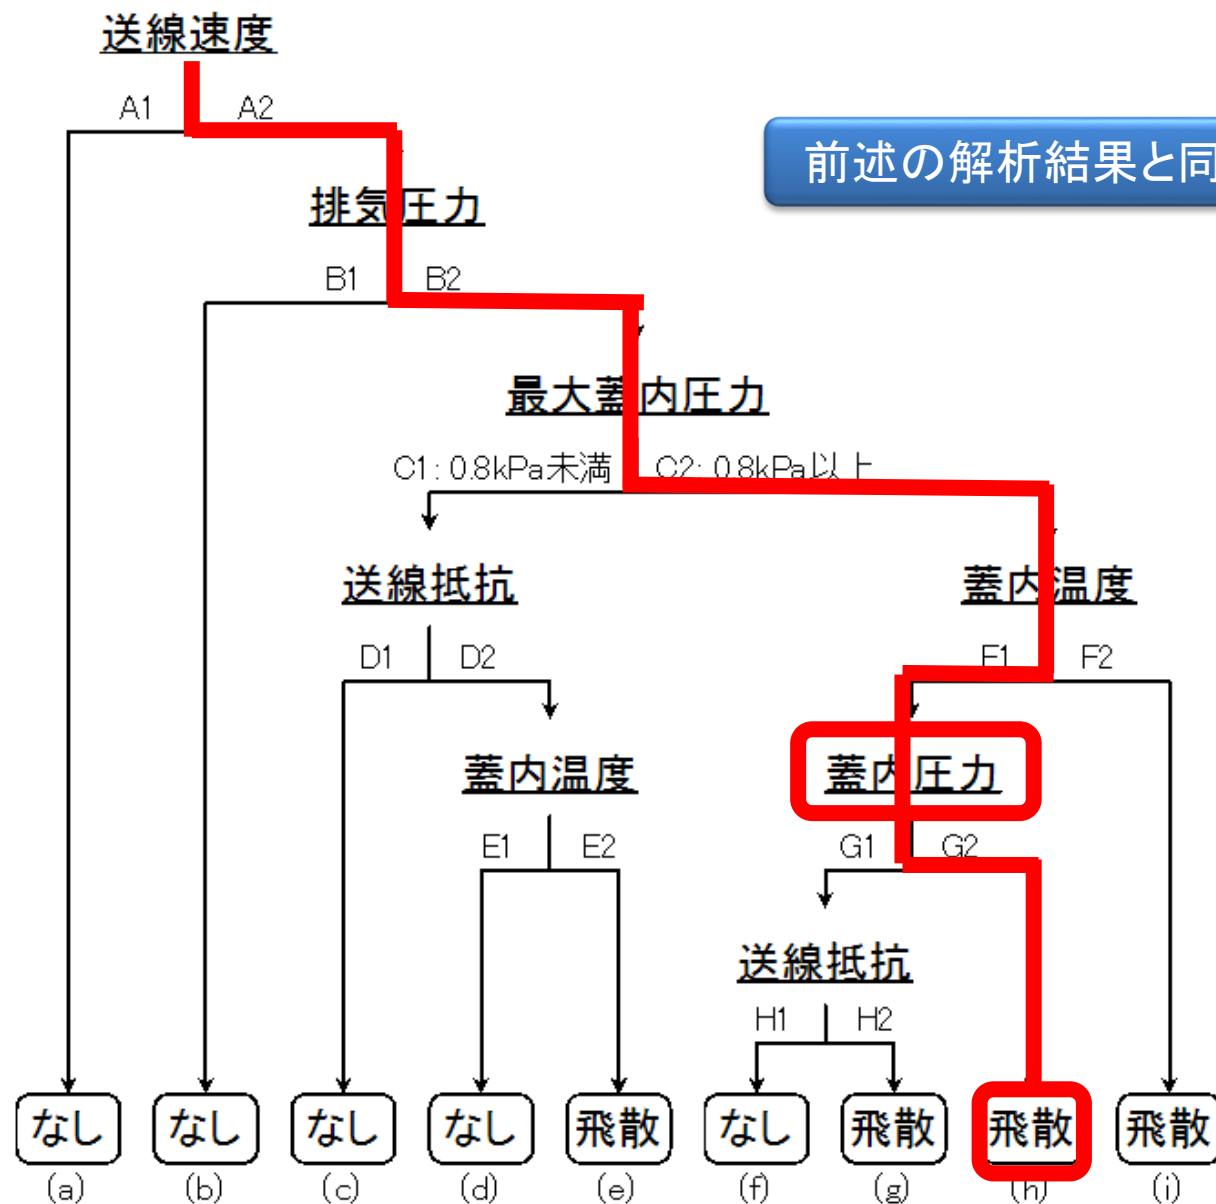 送線速度
A1 A2
前述の解析結果と同
排気圧力
B1 B2
最大蓋内圧力
C1: 0.8kPa未満 C2: 0.8kPa以上
送線抵抗 蓋内温度
D1 D2 F1 F2
蓋内温度 蓋内圧力
E1 E2 G1 G2
送線抵抗
H1 H2
なし なし なし なし 飛散 なし 飛散 飛散 飛散
(a) (b) (c) (d) (e) (f) (g) (h) (i)